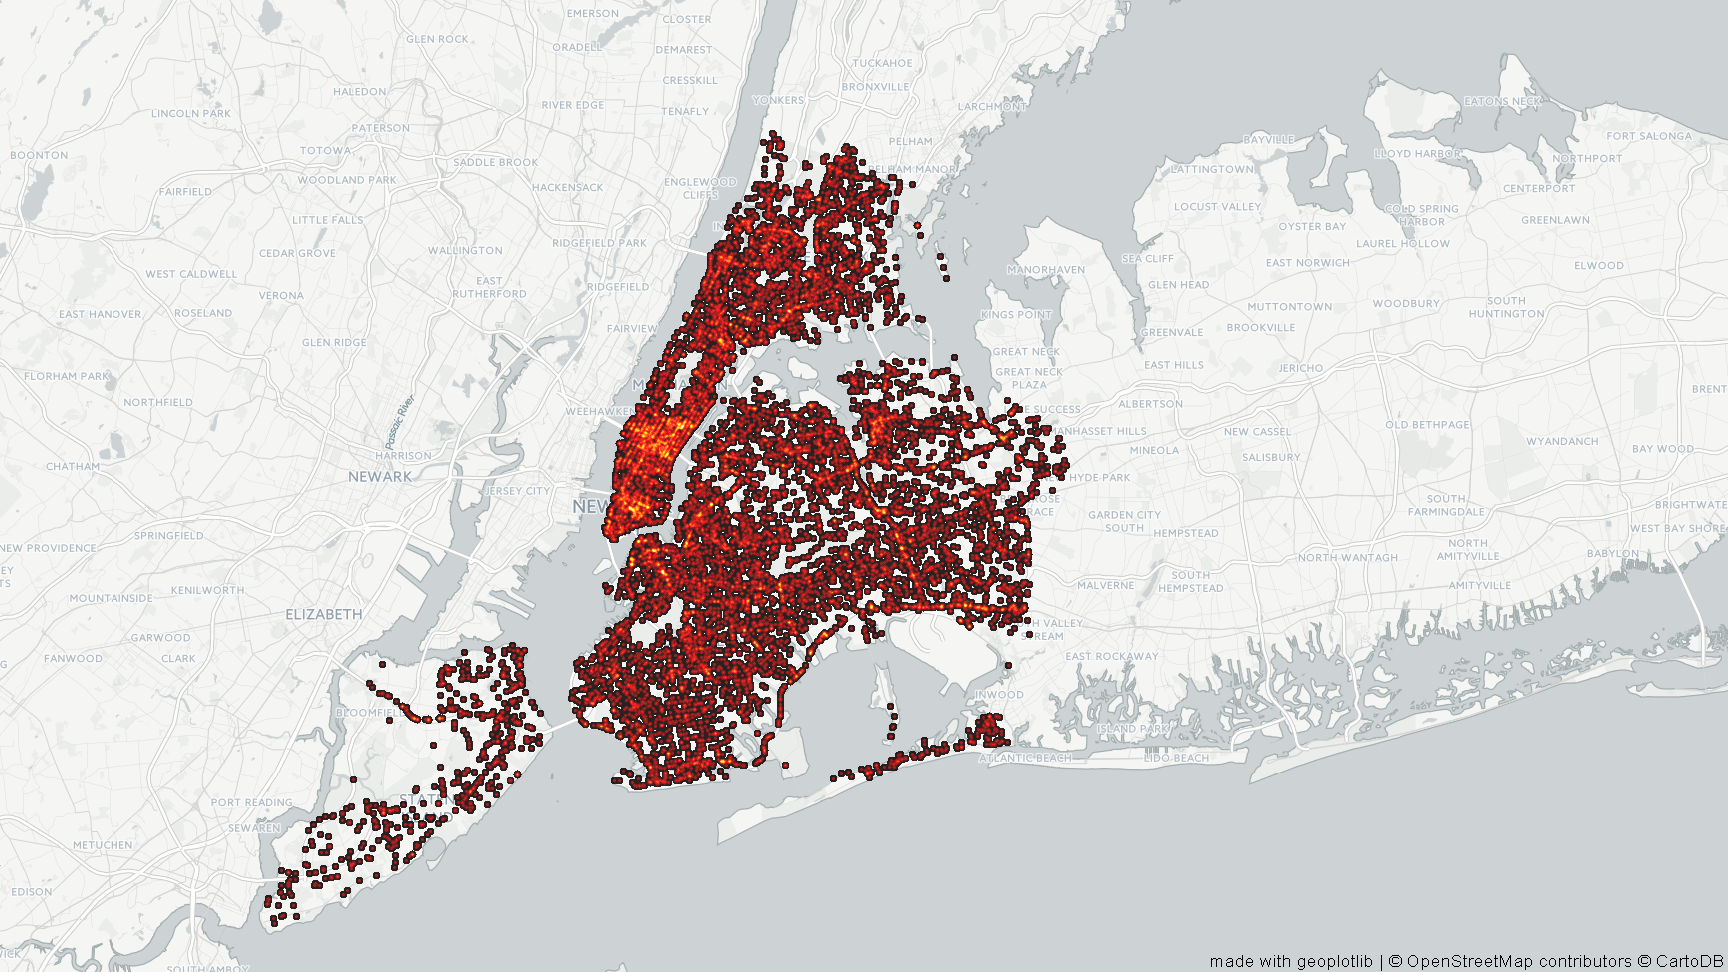 EMERSON
CLOSTER
GLEN ROCK
ORADELL
DEMAREST
TUCKAHOE
CRESSKILL
BRONXVILLE
HALEDON
YONKERS
EATONS NECK
RIVER EDGE
LARCHMONT
LINCOLN PARK
TENAFLY
PATERSON
FORT SALONGA
BAYVILLE
PELHAM
TOTOWA
BOONTON
LLOYD HARBOR
NORTHPORT
SADDLE BROOK
LATTINGTOWN
WOODLAND PARK
ENGLEWOOD
CLIFFS
HACKENSACK
CENTERPORT
FAIRFIELD
LOCUST VALLEY
COLD SPRING
HARBOR
LITTLE FALLS
GREENLAWN
OYSTER BAY
RIDGEFIELD PARK
LAUREL HOLLOW
WALLINGTON
CEDAR GROVE
SEA CLIFF
EAST NORWICH
ELWOOD
WEST CALDWELL
MANORHAVEN
EAST
RUTHERFORD
RIDGEFIELD
GLEN HEAD
VERONA
MUTTONTOWN
WOODBURY
SOUTH
HUNTINGTON
EAST HANOVER
ROSELAND
KINGS POINT
FAIRVIEW
GREENVALE
BROOKVILLE
GLEN RIDGE
GREAT NECK
EAST HILLS
JERICHO
GREAT NECK
PLAZA
FLORHAM PARK
BRENT
NORTHFIELD
ALBERTSON
WEEHAWKEN
SUCCESS
OLD BETHPAGE
Passaic River
MANHASSET HILLS
NEW CASSEL
WYANDANCH
HARRISON
MINEOLA
SALISBURY
BAY WOOD
CHATHAM
NEWARK
HYDE PARK
JERSEY CITY
SOUTH
FARMINGDALE
BRIGHTWATE
NEW
GARDEN CITY
SOUTH
HEMPSTEAD
WEST BAY SHORE
SPRINGFIELD
NEW PROVIDENCE
NORTH
AMITYVILLE
BABYLON
NORTH WANTAGH
SOUTH
HEMPSTEAD
MALVERNE
AMITYVILLE
KENILWORTH
MOUNTAINSIDE
ELIZABETH
VALLEY
REAM
GARWOOD
CLARK
FANWOOD
EAST ROCKAWAY
INWOOD
BLOOMFIELD
ISLAND PARK
ATLANTIC BEACH
LIDO BEACH
PORT READING
STATEN
SEWAREN
METUCHEN
EDISON
SOUTH AMBOY
made with geoplotlib | © OpenStreetMap contributors © CartoDB